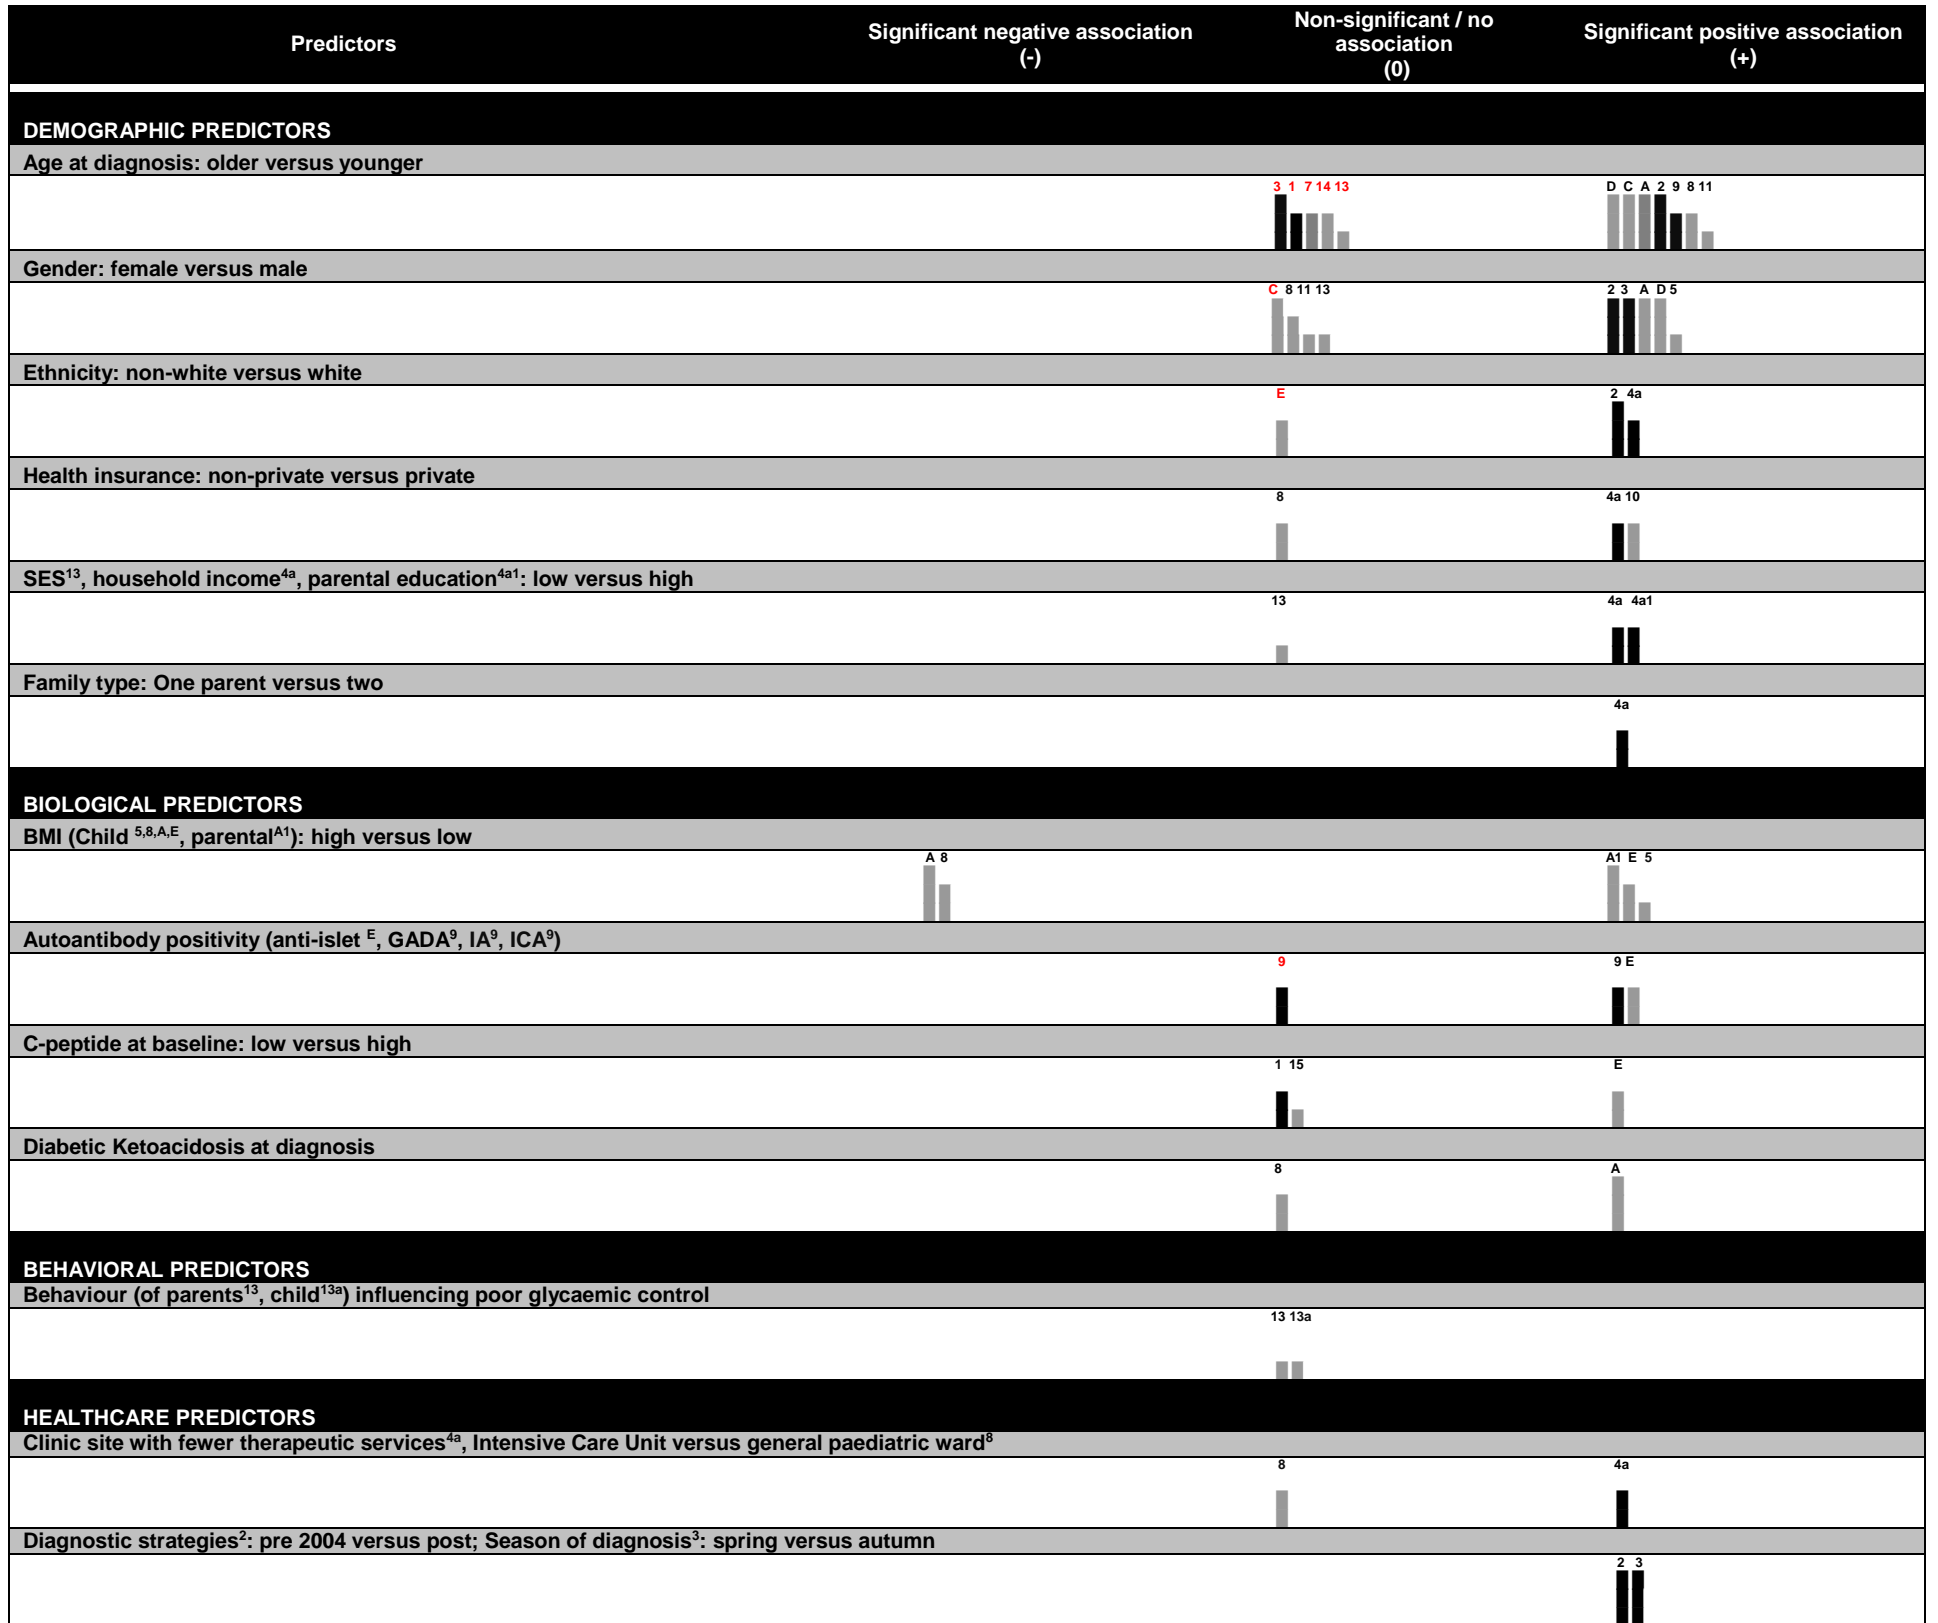 Predictors
Significant negative association
(-)
Non-significant / no
association
(0)
Significant positive association
(+)
DEMOGRAPHIC PREDICTORS
Age at diagnosis: older versus younger
3 1 7 14 13
D C A 2 9 8 11
Gender: female versus male
C 8 11 13
2 3 A D 5
Ethnicity: non-white versus white
E
2 4a
Health insurance: non-private versus private
8
4a 10
SES13, household income4a, parental education4a1: low versus high
13
4a 4a1
Family type: One parent versus two
4a
BIOLOGICAL PREDICTORS
BMI (Child 5,8,A,E, parentalA1): high versus low
A 8
A1 E 5
Autoantibody positivity (anti-islet E, GADA9, IA9, ICA9)
9
9 E
C-peptide at baseline: low versus high
1 15
E
Diabetic Ketoacidosis at diagnosis
8
A
BEHAVIORAL PREDICTORS
Behaviour (of parents13, child13a) influencing poor glycaemic control
13 13a
HEALTHCARE PREDICTORS
Clinic site with fewer therapeutic services4a, Intensive Care Unit versus general paediatric ward8
8
4a
Diagnostic strategies2: pre 2004 versus post; Season of diagnosis3: spring versus autumn
2 3